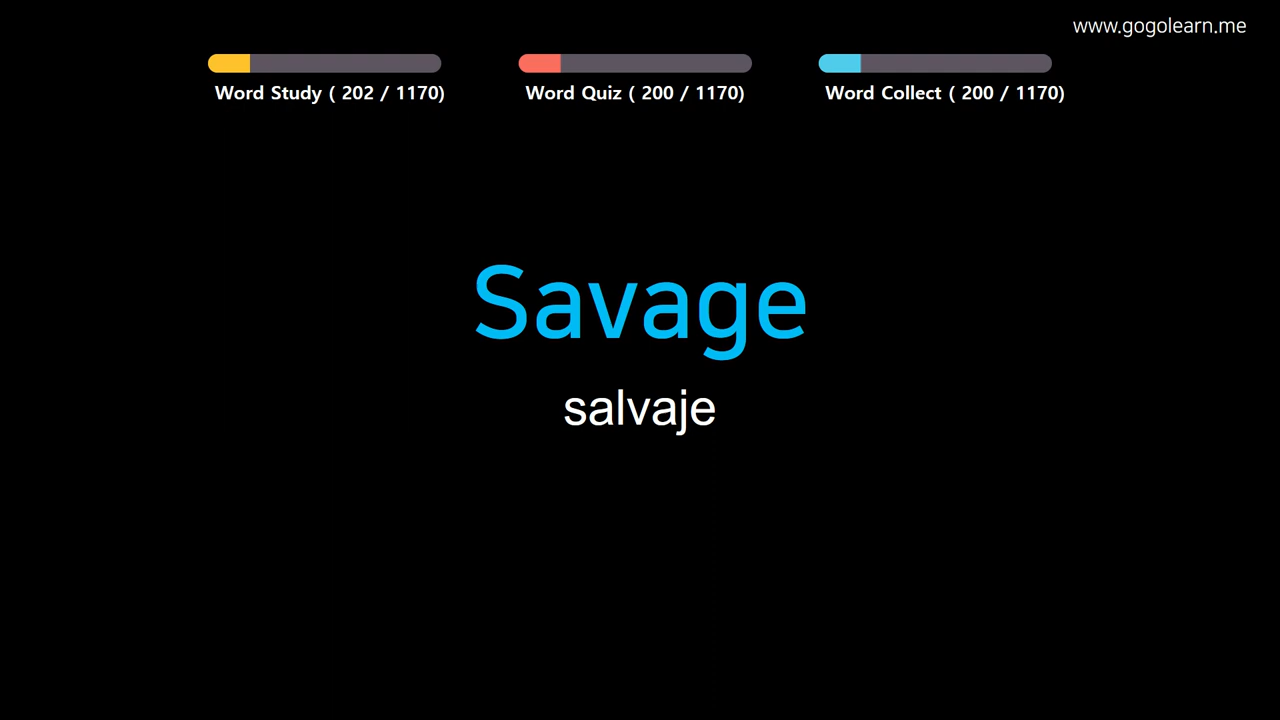 www.gogolearn.me
Word Study ( 202 / 1170)
Word Quiz ( 200 / 1170)
Word Collect ( 200 / 1170)
Savage
salvaje